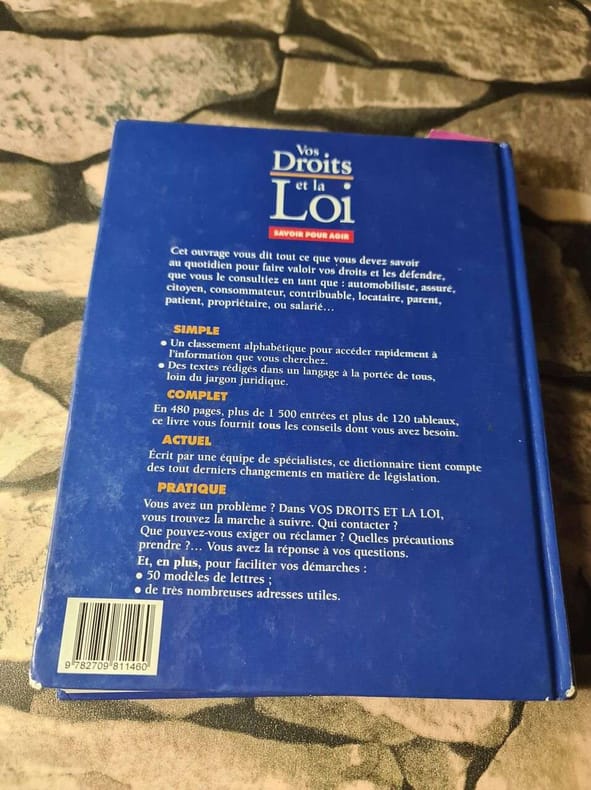 Vos
Droits
et la
Loi
SAVOIR POUR AGIR
Cet ouvrage vous dit tout ce que vous devez savoir
au quotidien pour faire valoir vos droits et les défendre,
que vous le consultiez en tant que : automobiliste, assuré,
citoyen, consommateur, contribuable, locataire, parent,
patient, propriétaire, ou salarié...
SIMPLE
• Un classement alphabétique pour accéder rapidement à
l'information que vous cherchez.
• Des textes rédigés dans un langage à la portée de tous,
loin du jargon juridique.
COMPLET
En 480 pages, plus de 1 500 entrées et plus de 120 tableaux,
ce livre vous fournit tous les conseils dont vous avez besoin.
ACTUEL
Écrit par une équipe de spécialistes, ce dictionnaire tient compte
des tout derniers changements en matière de législation.
PRATIQUE
Vous avez un problème ? Dans VOS DROITS ET LA LOI,
vous trouvez la marche à suivre. Qui contacter ?
Que pouvez-vous exiger ou réclamer ? Quelles précautions
prendre ?... Vous avez la réponse à vos questions.
Et, en plus, pour faciliter vos démarches :
• 50 modèles de lettres ;
• de très nombreuses adresses utiles.
9 782709 811460